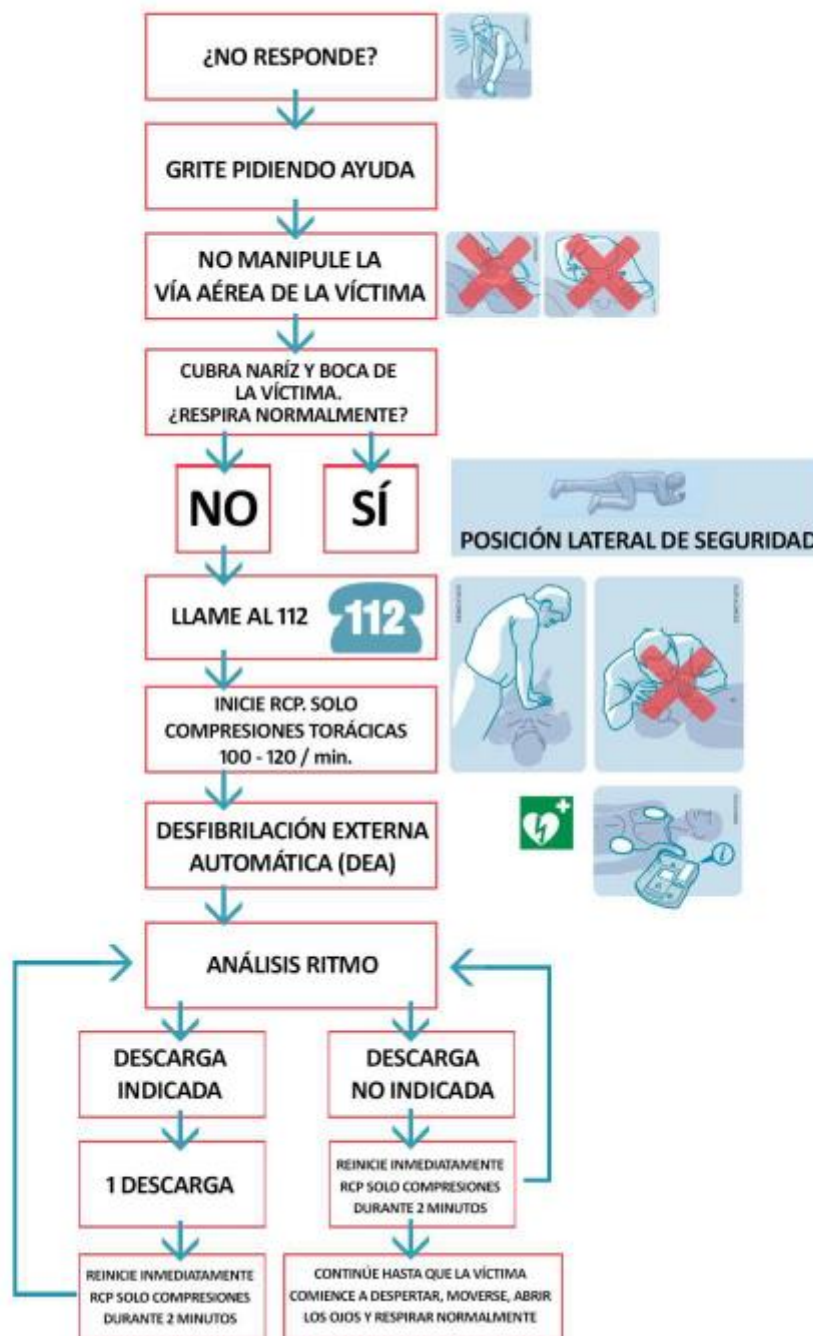 ¿NO RESPONDE?
GRITE PIDIENDO AYUDA
NO MANIPULE LA
VÍA AÉREA DE LA VÍCTIMA
CUBRA NARÍZ Y BOCA DE
LA VÍCTIMA.
¿RESPIRA NORMALMENTE?
NO
SÍ
POSICIÓN LATERAL DE SEGURIDAD
LLAME AL 112
112
INICIE RCP. SOLO
COMPRESIONES TORÁCICAS
100 - 120 / min.
DESFIBRILACIÓN EXTERNA
AUTOMÁTICA (DEA)
ANÁLISIS RITMO
DESCARGA
INDICADA
DESCARGA
NO INDICADA
1 DESCARGA
REINICIE INMEDIATAMENTE
RCP SOLO COMPRESIONES
DURANTE 2 MINUTOS
REINICIE INMEDIATAMENTE
RCP SOLO COMPRESIONES
DURANTE 2 MINUTOS
CONTINÚE HASTA QUE LA VÍCTIMA
COMIENCE A DESPERTAR, MOVERSE, ABRIR
LOS OJOS Y RESPIRAR NORMALMENTE